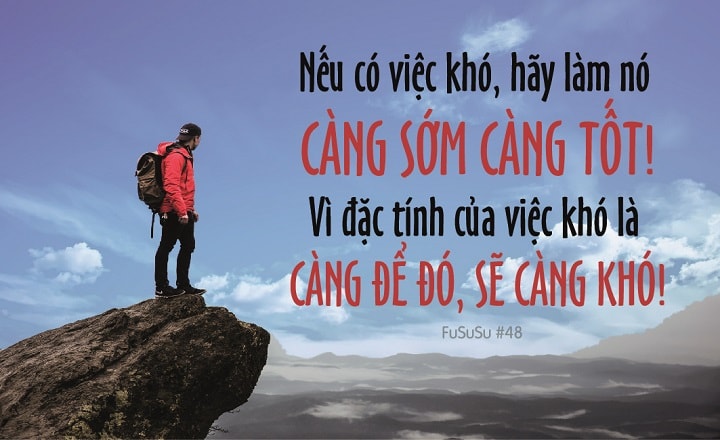 Nếu có việc khó, hãy làm nó
CÀNG SỚM CÀNG TỐT!
Vì đặc tính của việc khó là
CÀNG ĐỂ ĐÓ, SẼ CÀNG KHÓ!
FuSuSu #48